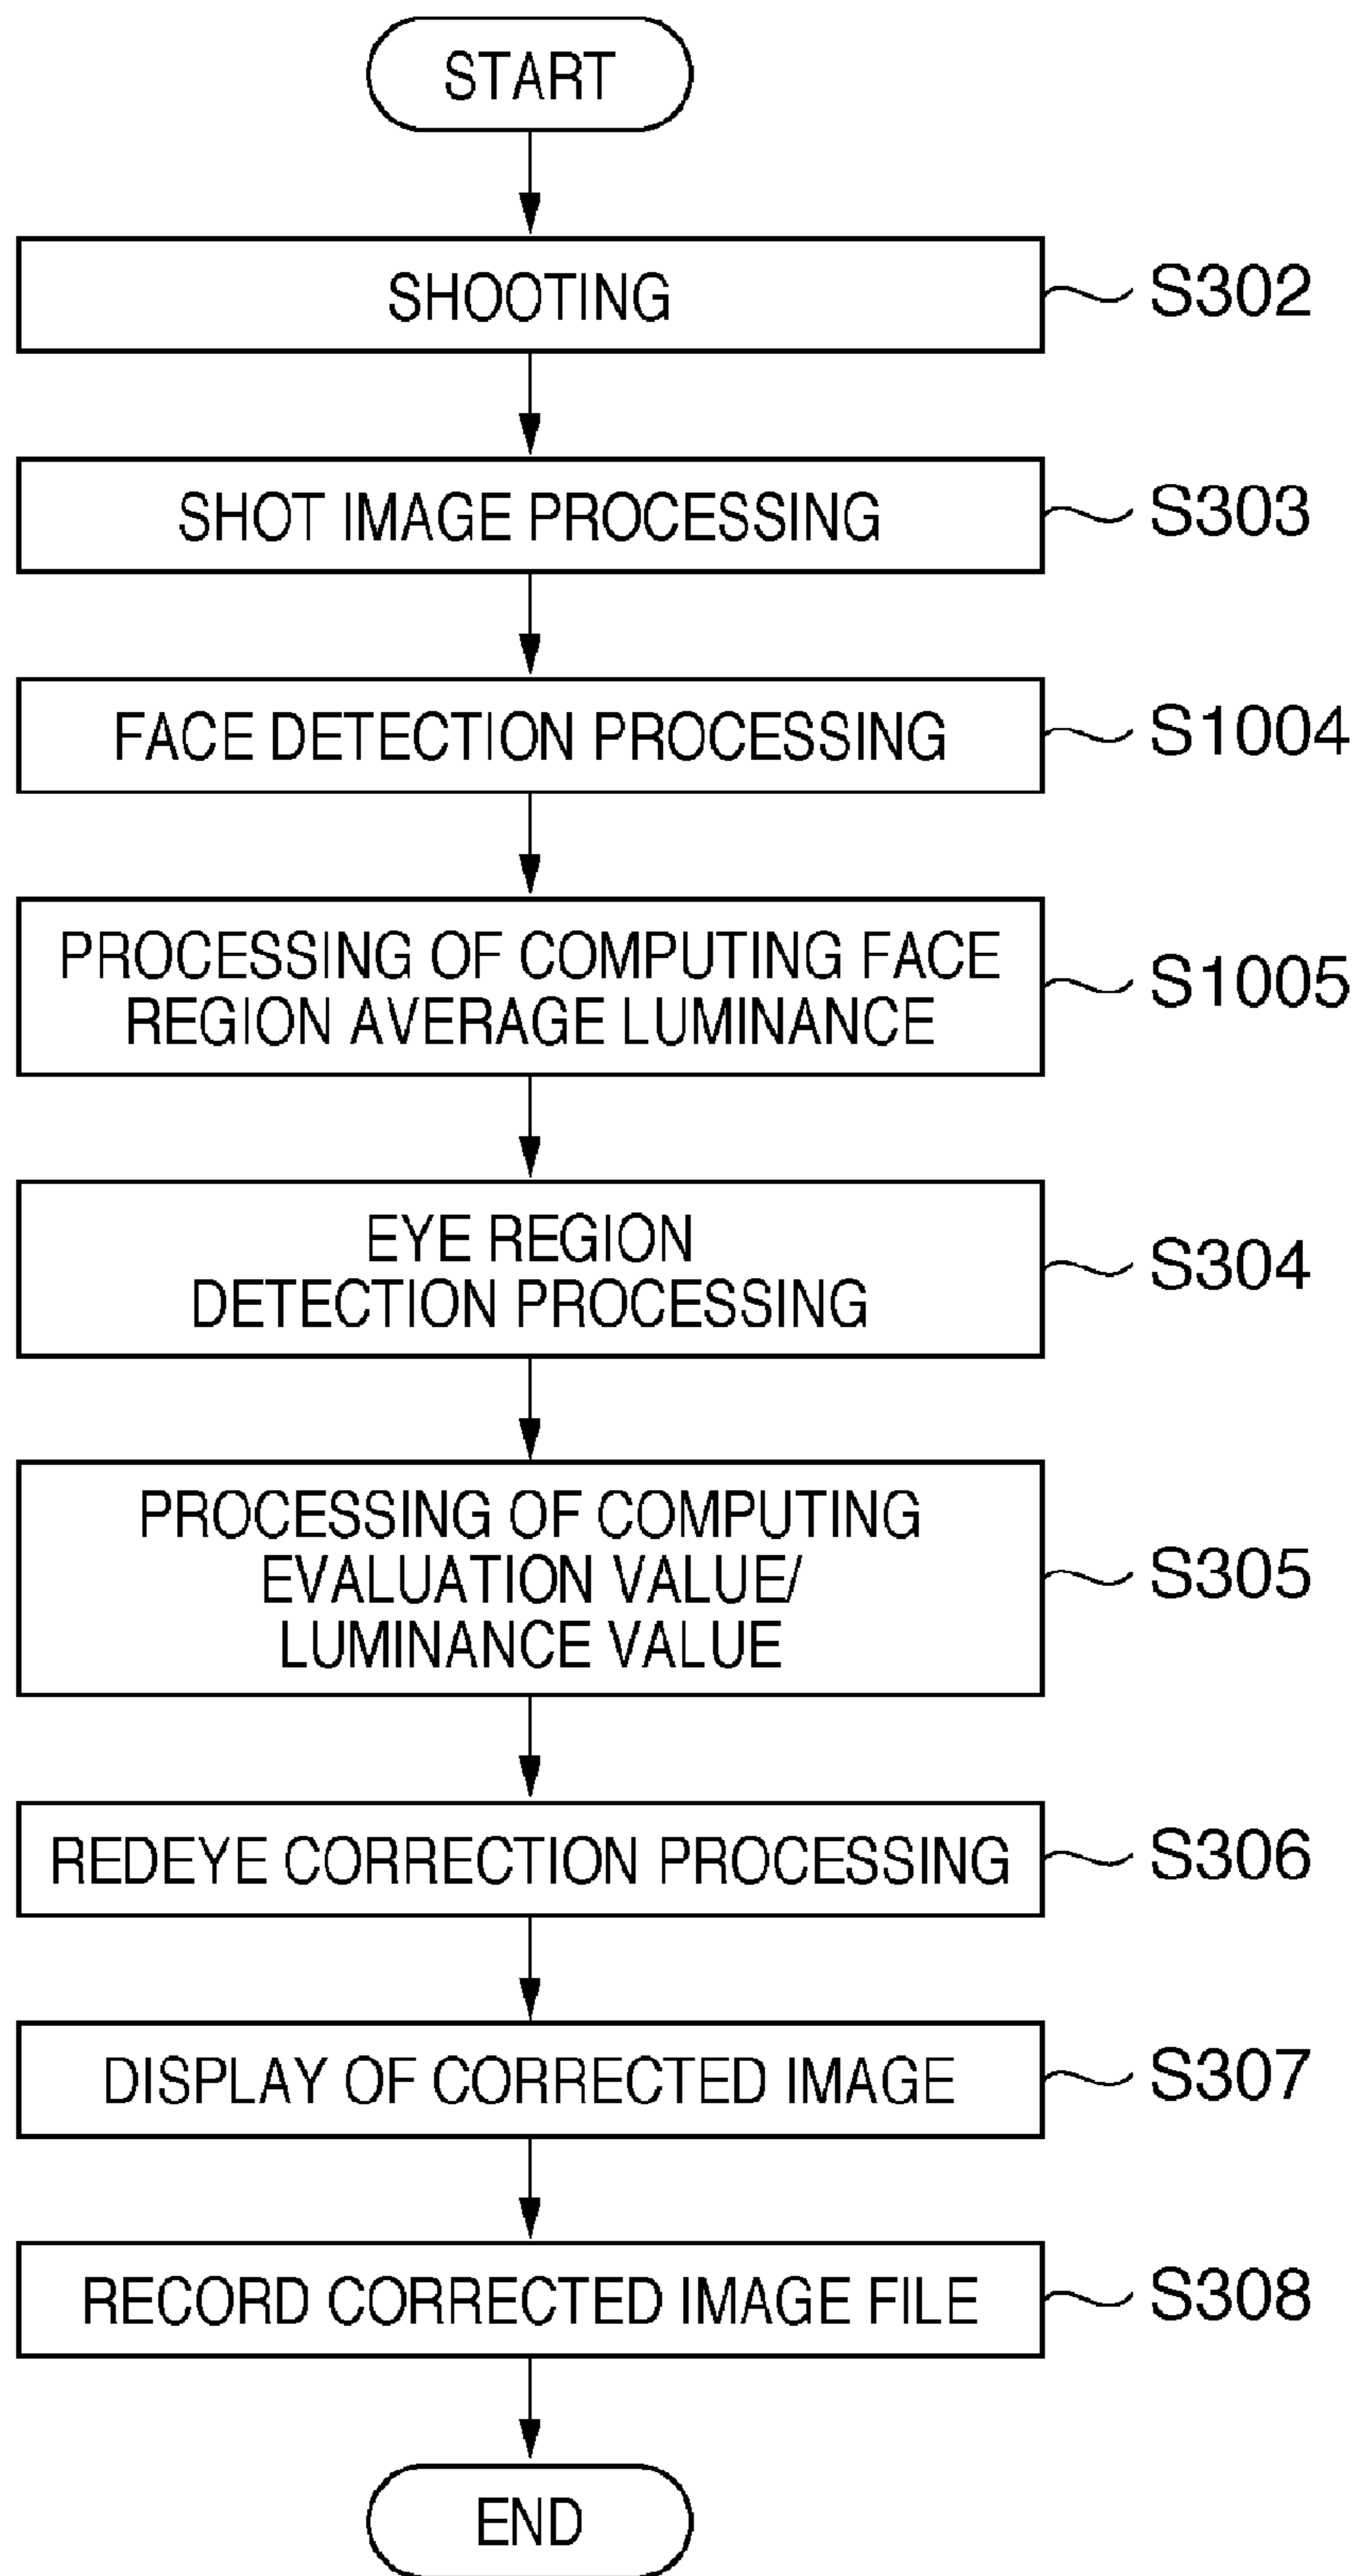 START
SHOOTING
S302
SHOT IMAGE PROCESSING
S303
FACE DETECTION PROCESSING
S1004
PROCESSING OF COMPUTING FACE
REGION AVERAGE LUMINANCE
S1005
EYE REGION
DETECTION PROCESSING
S304
PROCESSING OF COMPUTING
EVALUATION VALUE/
LUMINANCE VALUE
S305
REDEYE CORRECTION PROCESSING
S306
DISPLAY OF CORRECTED IMAGE
S307
RECORD CORRECTED IMAGE FILE
S308
END